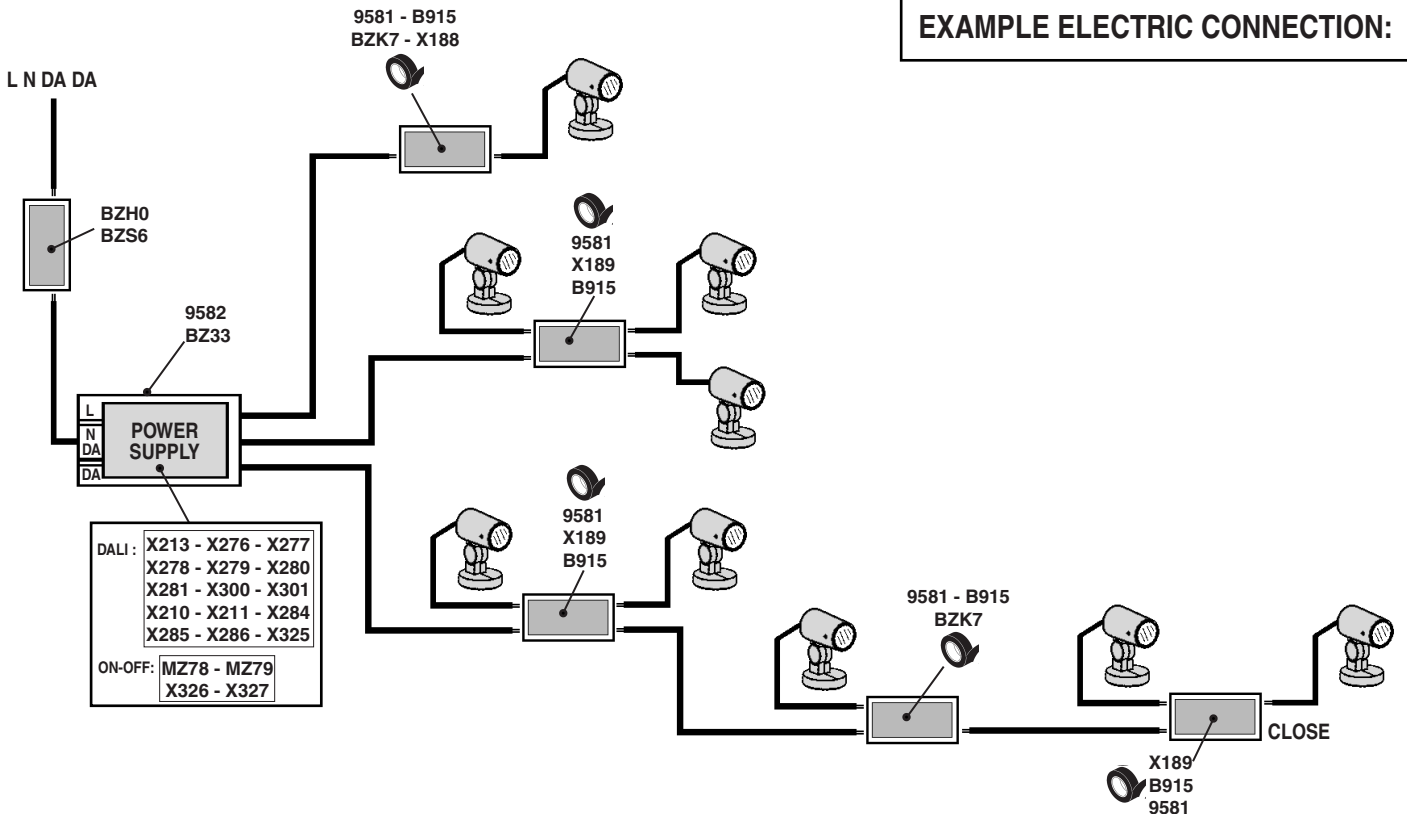 EXAMPLE ELECTRIC CONNECTION:
9581 - B915
BZK7 - X188
L N DA DA
BZH0
BZS6
9581
X189
B915
9582
BZ33
L
N
DA
DA
POWER
SUPPLY
9581
X189
B915
DALI :
X213 - X276 - X277
X278 - X279 - X280
X281 - X300 - X301
X210 - X211 - X284
X285 - X286 - X325
ON-OFF:
MZ78 - MZ79
X326 - X327
9581 - B915
BZK7
CLOSE
X189
B915
9581